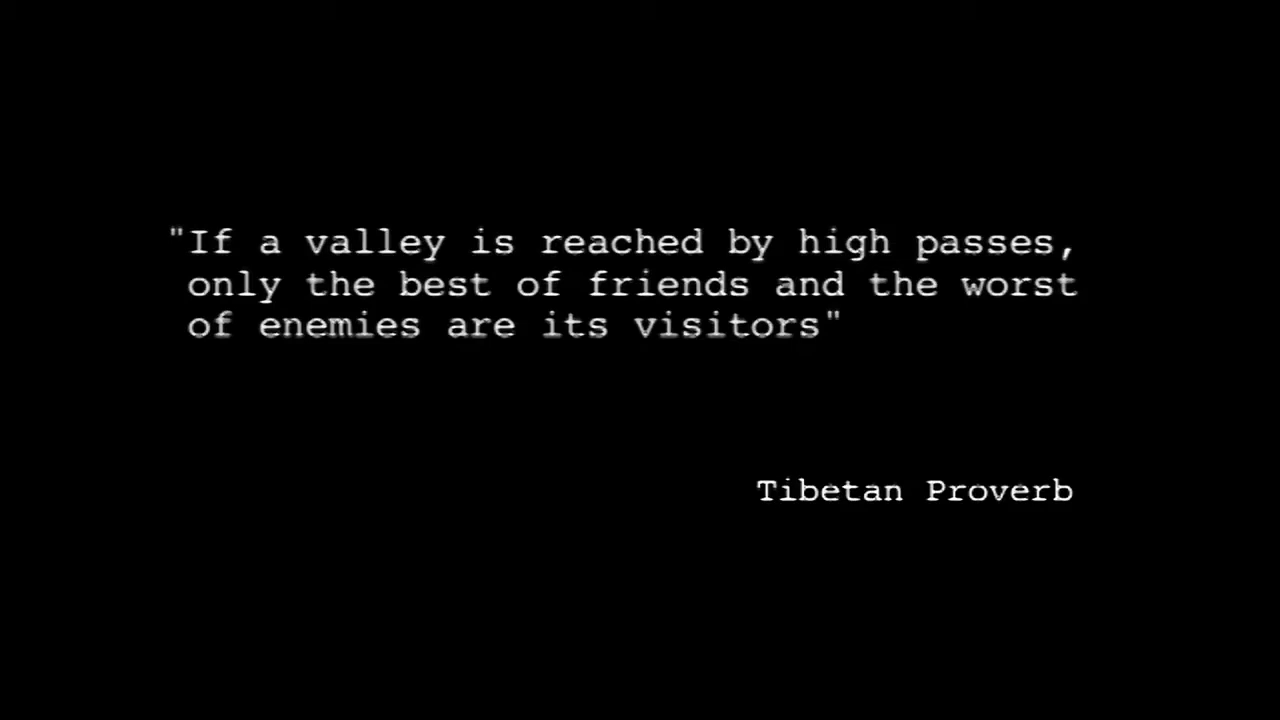 "If a valley is reached by high passes,
only the best of friends and the worst
of enemies are its visitors"
Tibetan Proverb